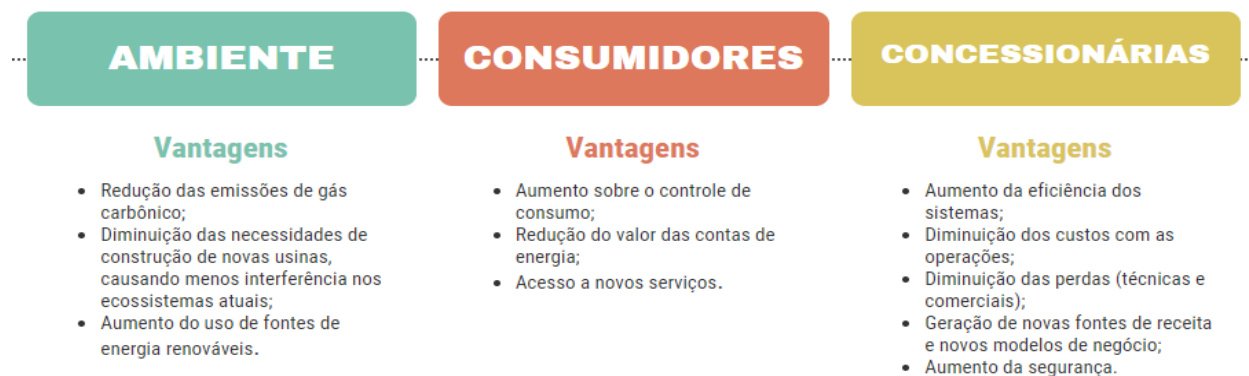 AMBIENTE
Vantagens
• Redução das emissões de gás
carbônico;
• Diminuição das necessidades de
construção de novas usinas,
causando menos interferência nos
ecossistemas atuais;
• Aumento do uso de fontes de
energia renováveis.
CONSUMIDORES
Vantagens
• Aumento sobre o controle de
consumo;
• Redução do valor das contas de
energia;
• Acesso a novos serviços.
CONCESSIONÁRIAS
Vantagens
• Aumento da eficiência dos
sistemas;
• Diminuição dos custos com as
operações;
• Diminuição das perdas (técnicas e
comerciais);
• Geração de novas fontes de receita
e novos modelos de negócio;
• Aumento da segurança.